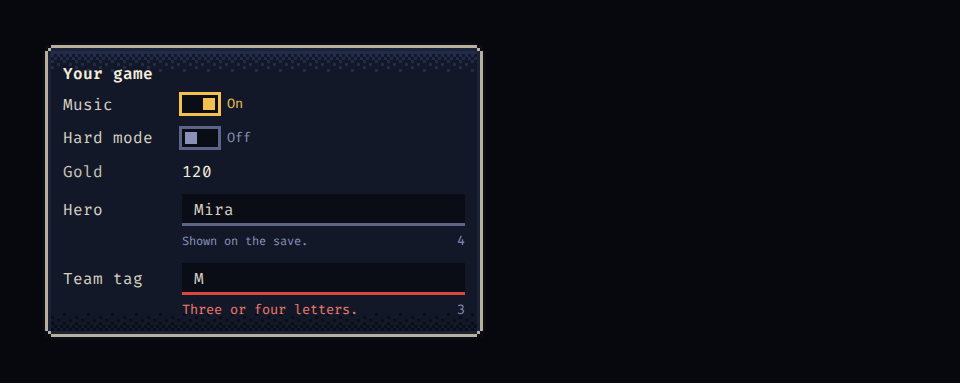 Your game
Music On
Hard mode Off
Gold 120
Hero Mira
Shown on the save. 4
Team tag M
Three or four letters. 3